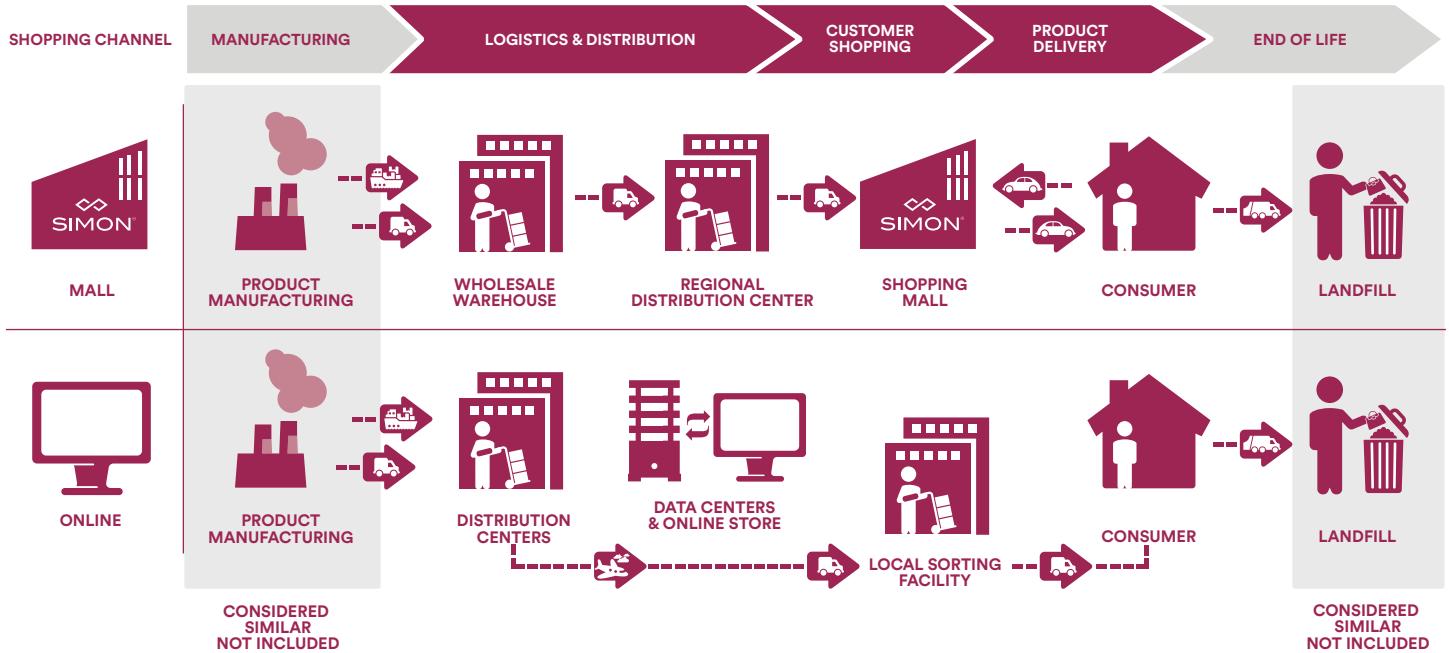 SHOPPING CHANNEL
MANUFACTURING
LOGISTICS & DISTRIBUTION
CUSTOMER
SHOPPING
PRODUCT
DELIVERY
END OF LIFE
SIMON®
SIMON®
MALL
PRODUCT
MANUFACTURING
WHOLESALE
WAREHOUSE
REGIONAL
DISTRIBUTION CENTER
SHOPPING
MALL
CONSUMER
LANDFILL
ONLINE
PRODUCT
MANUFACTURING
DISTRIBUTION
CENTERS
DATA CENTERS
& ONLINE STORE
LOCAL SORTING
FACILITY
CONSUMER
LANDFILL
CONSIDERED
SIMILAR
NOT INCLUDED
CONSIDERED
SIMILAR
NOT INCLUDED